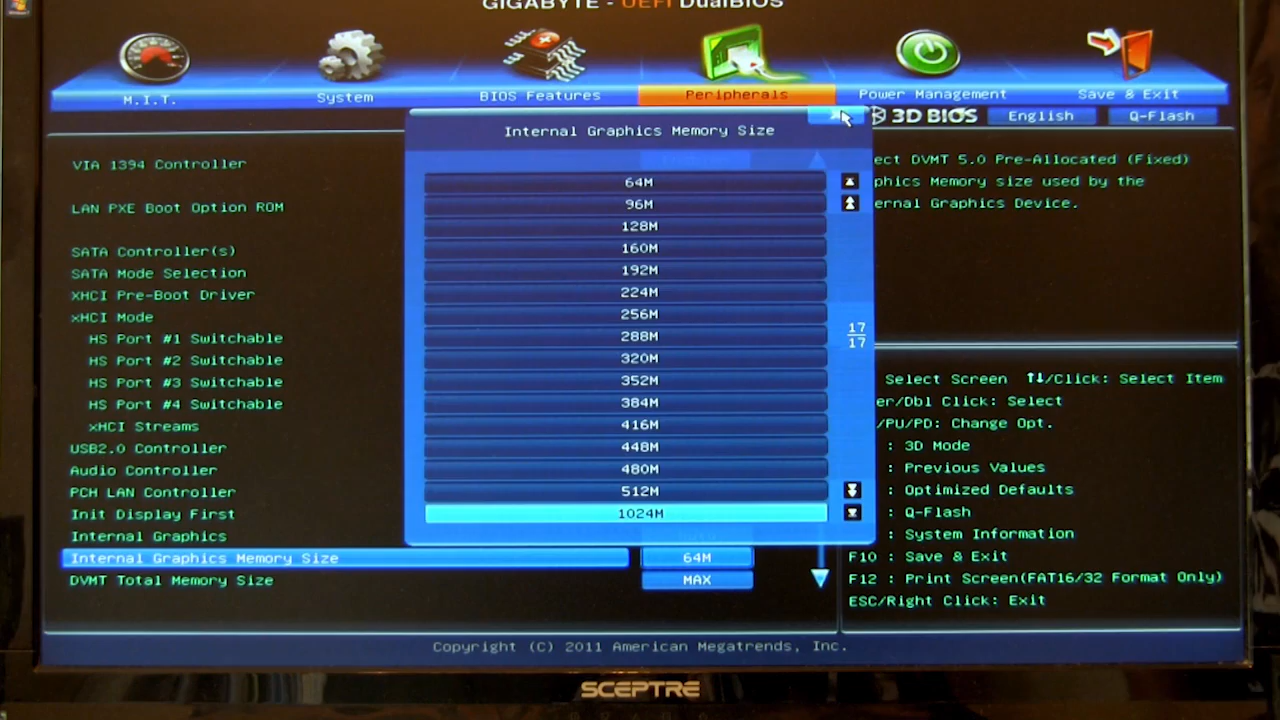 GIGABYTE - UEFI DualBIOS
M.I.T.
System
BIOS Features
Peripherals
Power Management
Save & Exit
3D BIOS
English
Q-Flash
Internal Graphics Memory Size
64M
96M
128M
160M
192M
224M
256M
288M
320M
352M
384M
416M
448M
480M
512M
1024M
17
17
VIA 1394 Controller
LAN PXE Boot Option ROM
SATA Controller(s)
SATA Mode Selection
xHCI Pre-Boot Driver
xHCI Mode
HS Port #1 Switchable
HS Port #2 Switchable
HS Port #3 Switchable
HS Port #4 Switchable
xHCI Streams
USB2.0 Controller
Audio Controller
PCH LAN Controller
Init Display First
Internal Graphics
Internal Graphics Memory Size 64M
DVMT Total Memory Size MAX
ect DVMT 5.0 Pre-Allocated (Fixed)
phics Memory size used by the
ernal Graphics Device.
Select Screen ↑↓/Click: Select Item
er/Dbl Click: Select
/PU/PD: Change Opt.
: 3D Mode
: Previous Values
: Optimized Defaults
: Q-Flash
: System Information
F10 : Save & Exit
F12 : Print Screen(FAT16/32 Format Only)
ESC/Right Click: Exit
Copyright (C) 2011 American Megatrends, Inc.
SCEPTRE